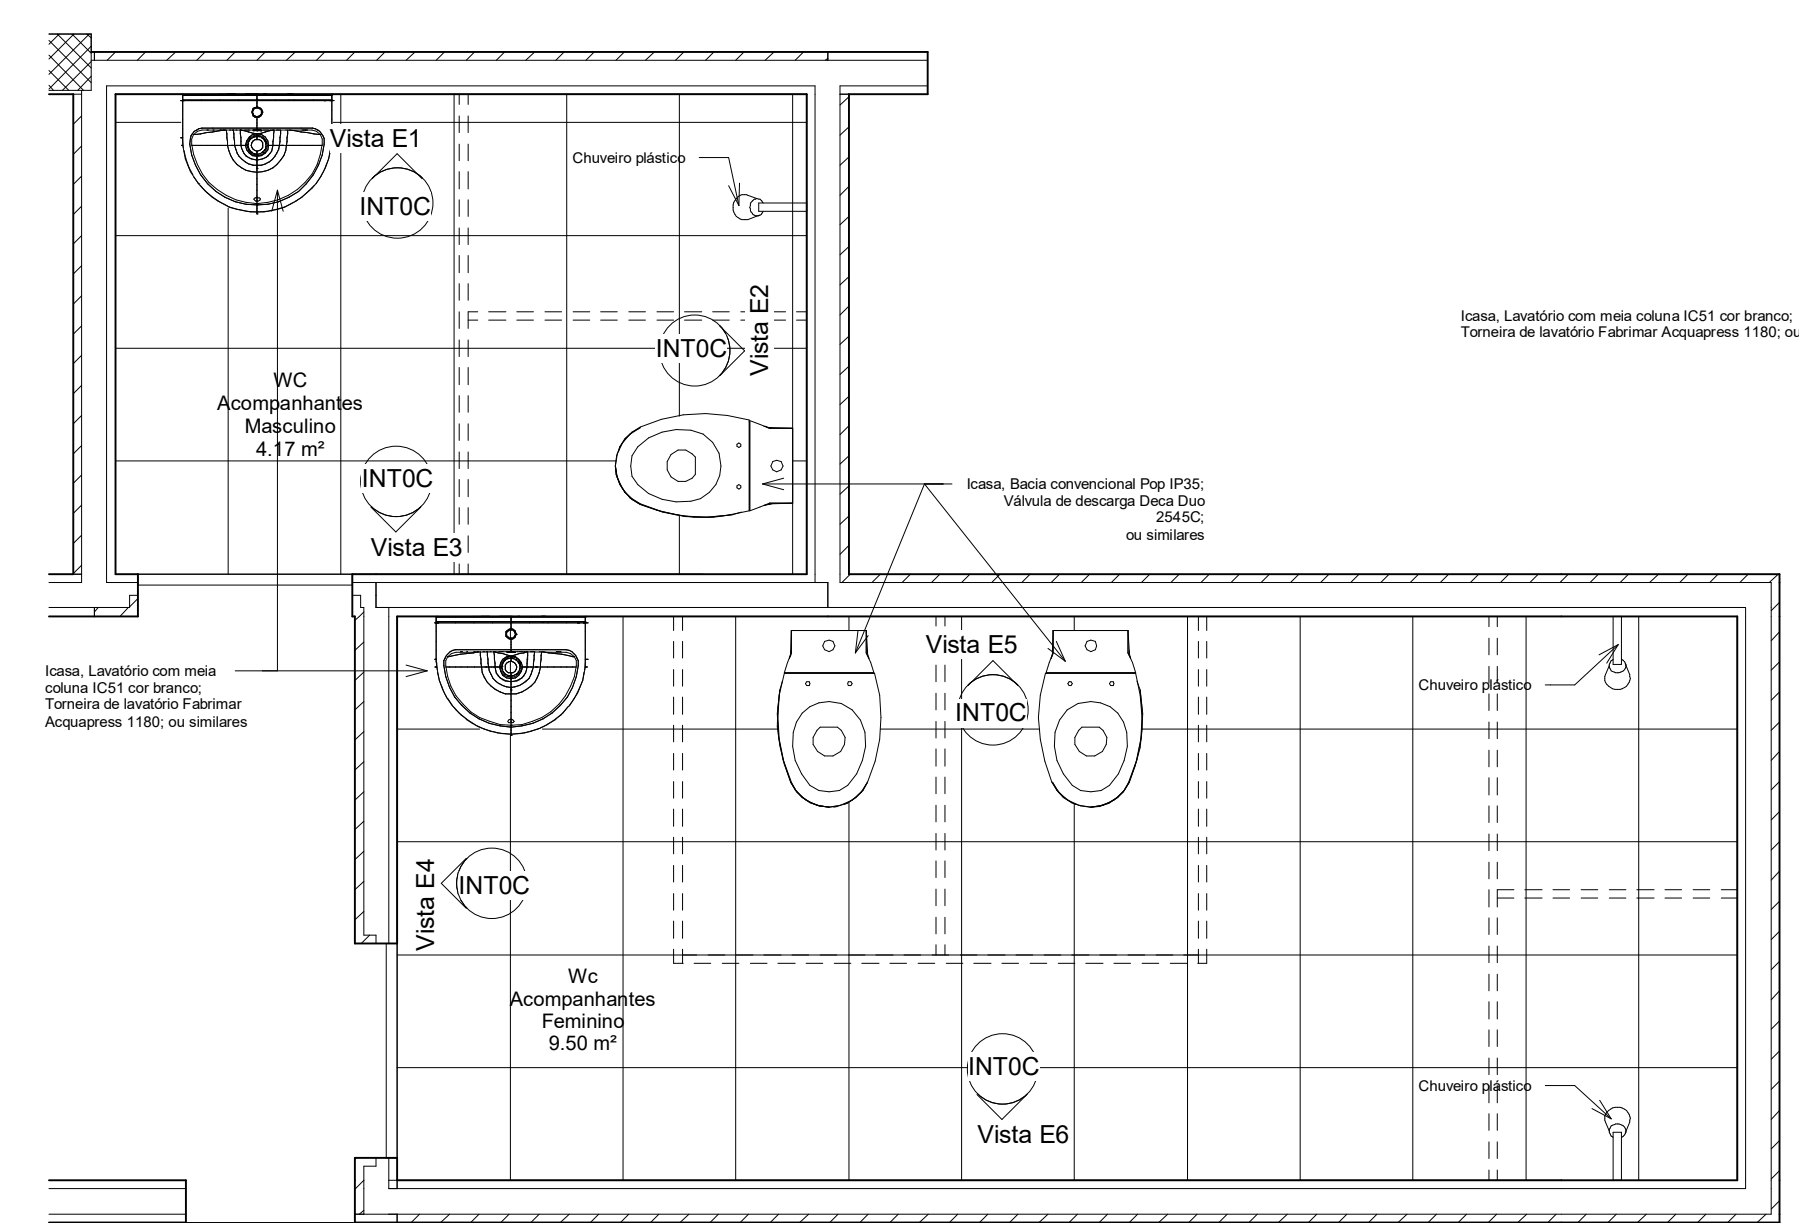 Vista E1
INT0C
Chuveiro plástico
Vista E2
INT0C
Icasa, Lavatório com meia coluna IC51 cor branco;
Torneira de lavatório Fabrimar Acquapress 1180; ou
WC
Acompanhantes
Masculino
4.17 m²
INT0C
Vista E3
Icasa, Bacia convencional Pop IP35;
Válvula de descarga Deca Duo
2545C;
ou similares
Icasa, Lavatório com meia
coluna IC51 cor branco;
Torneira de lavatório Fabrimar
Acquapress 1180; ou similares
Vista E5
INT0C
Chuveiro plástico
Vista E4
INT0C
Wc
Acompanhantes
Feminino
9.50 m²
INT0C
Vista E6
Chuveiro plástico